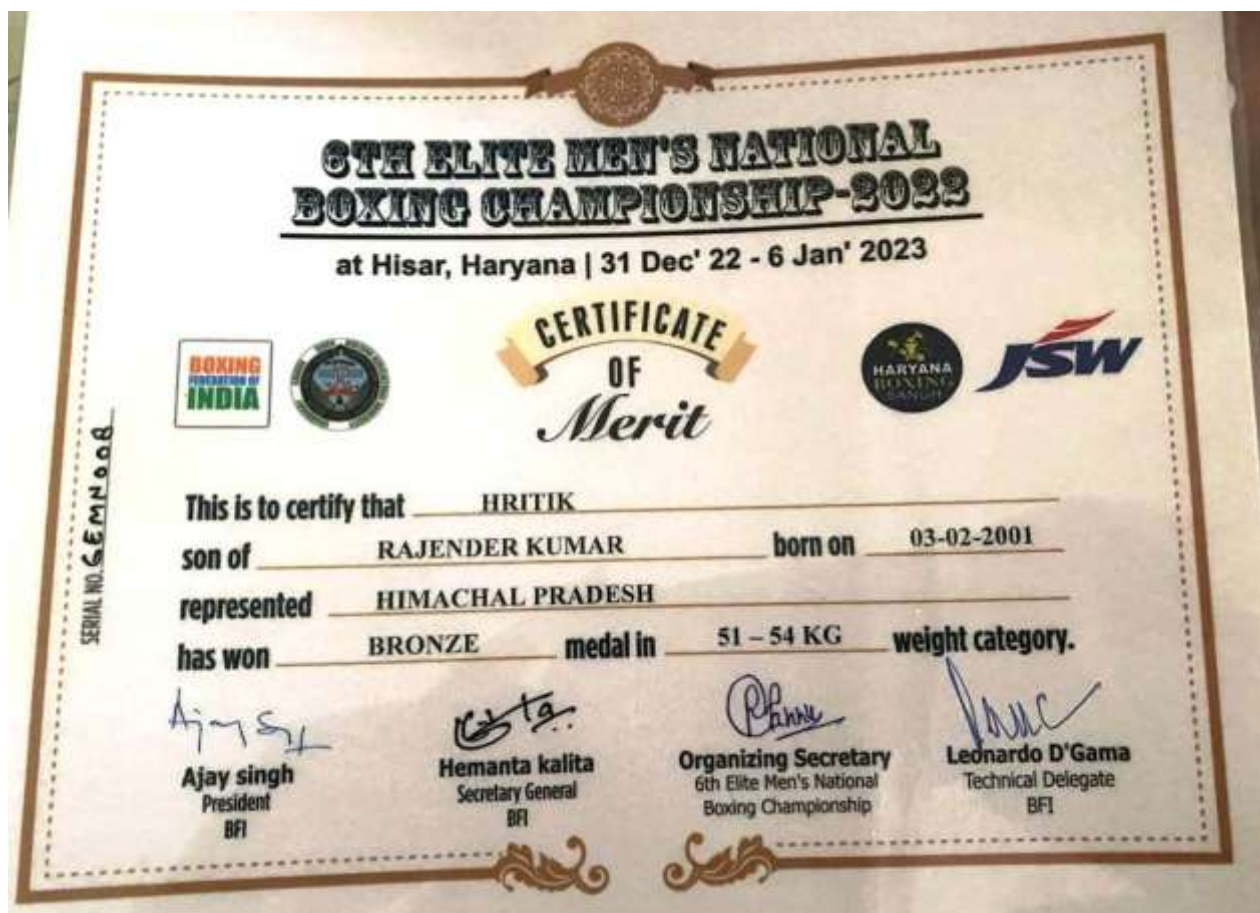 6TH ELITE MEN'S NATIONAL
BOXING CHAMPIONSHIP-2022
at Hisar, Haryana | 31 Dec' 22 - 6 Jan' 2023
CERTIFICATE
OF
Merit
BOXING
FEDERATION OF
INDIA
HARYANA
BOXING
SANGH
JSW
SERIAL NO.
This is to certify that HRITIK
son of RAJENDER KUMAR born on 03-02-2001
represented HIMACHAL PRADESH
has won BRONZE medal in 51 – 54 KG weight category.
Ajay singh
President
BFI
Hemanta kalita
Secretary General
BFI
Organizing Secretary
6th Elite Men's National
Boxing Championship
Leonardo D'Gama
Technical Delegate
BFI